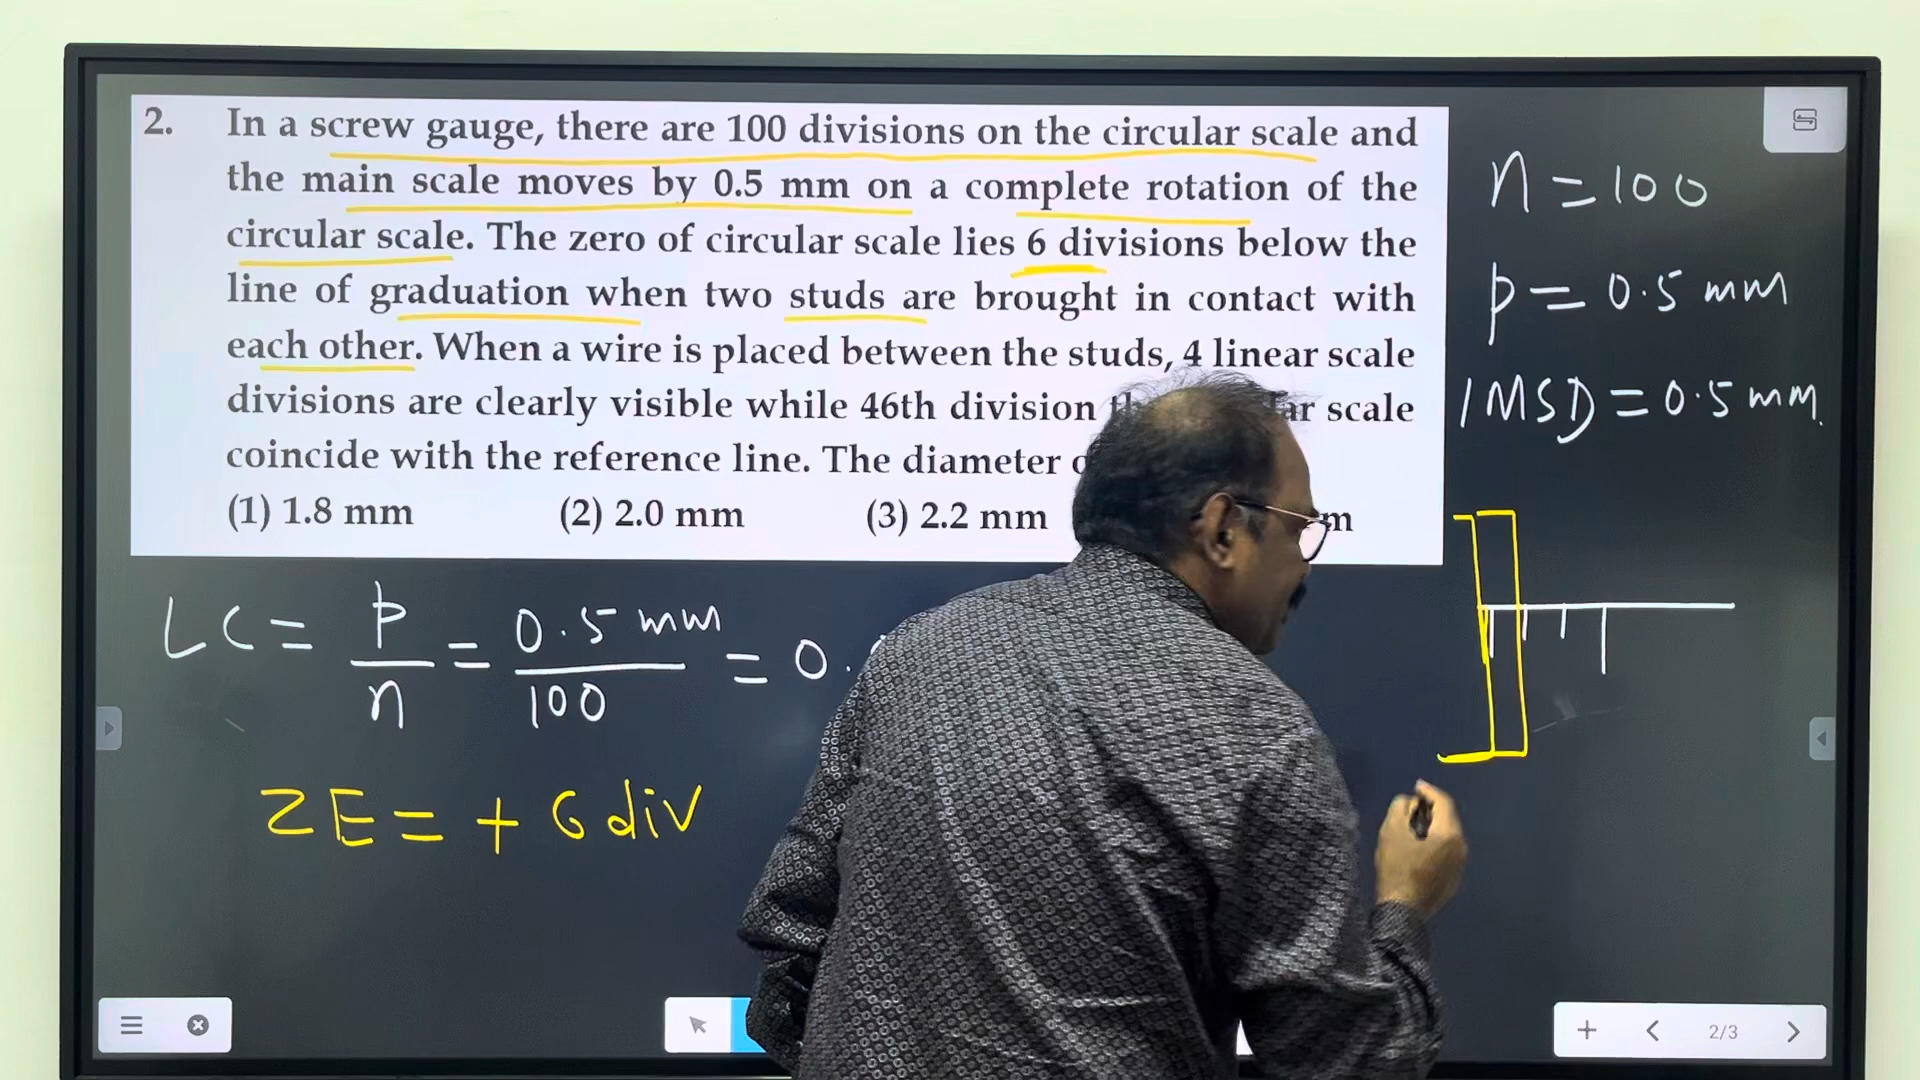 2. In a screw gauge, there are 100 divisions on the circular scale and
the main scale moves by 0.5 mm on a complete rotation of the
circular scale. The zero of circular scale lies 6 divisions below the
line of graduation when two studs are brought in contact with
each other. When a wire is placed between the studs, 4 linear scale
divisions are clearly visible while 46th division scale
coincide with the reference line. The diameter
(1) 1.8 mm (2) 2.0 mm (3) 2.2 mm
n = 100
p = 0.5 mm
1MSD = 0.5 mm.
LC = p/n = 0.5 mm/100 = 0.
ZE = + 6 div
2/3